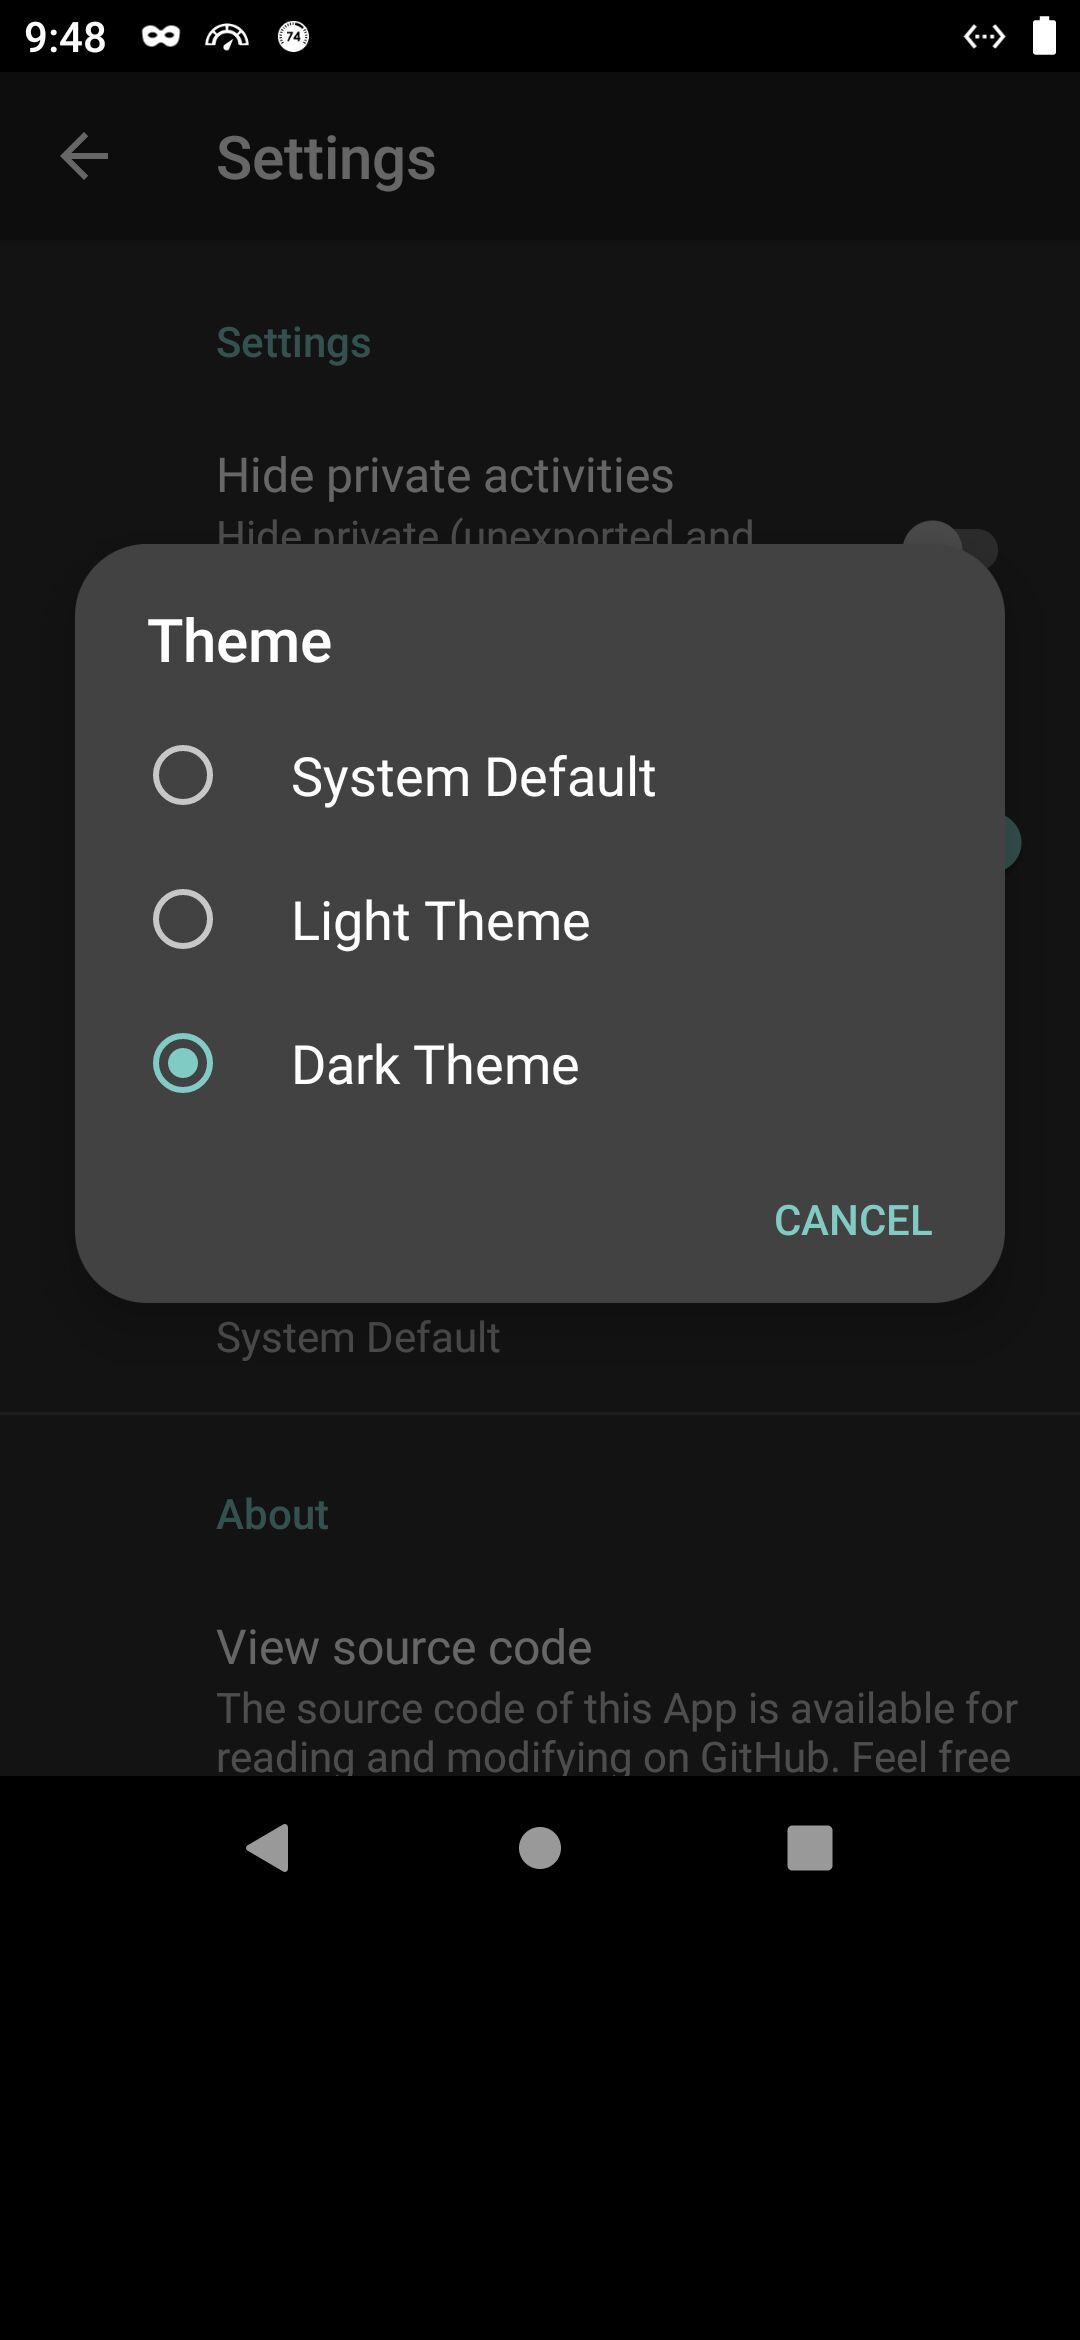 9:48
74
Settings
Settings
Hide private activities
Hide private (unexported and
Theme
System Default
Light Theme
Dark Theme
CANCEL
System Default
About
View source code
The source code of this App is available for
reading and modifying on GitHub. Feel free